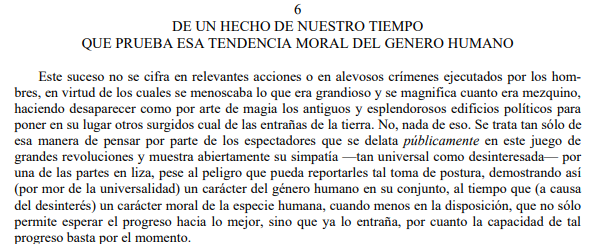 6
DE UN HECHO DE NUESTRO TIEMPO
QUE PRUEBA ESA TENDENCIA MORAL DEL GENERO HUMANO
Este suceso no se cifra en relevantes acciones o en alevosos crímenes ejecutados por los hom-
bres, en virtud de los cuales se menoscaba lo que era grandioso y se magnifica cuanto era mezquino,
haciendo desaparecer como por arte de magia los antiguos y esplendorosos edificios políticos para
poner en su lugar otros surgidos cual de las entrañas de la tierra. No, nada de eso. Se trata tan sólo de
esa manera de pensar por parte de los espectadores que se delata públicamente en este juego de
grandes revoluciones y muestra abiertamente su simpatía —tan universal como desinteresada— por
una de las partes en liza, pese al peligro que pueda reportarles tal toma de postura, demostrando así
(por mor de la universalidad) un carácter del género humano en su conjunto, al tiempo que (a causa
del desinterés) un carácter moral de la especie humana, cuando menos en la disposición, que no sólo
permite esperar el progreso hacia lo mejor, sino que ya lo entraña, por cuanto la capacidad de tal
progreso basta por el momento.